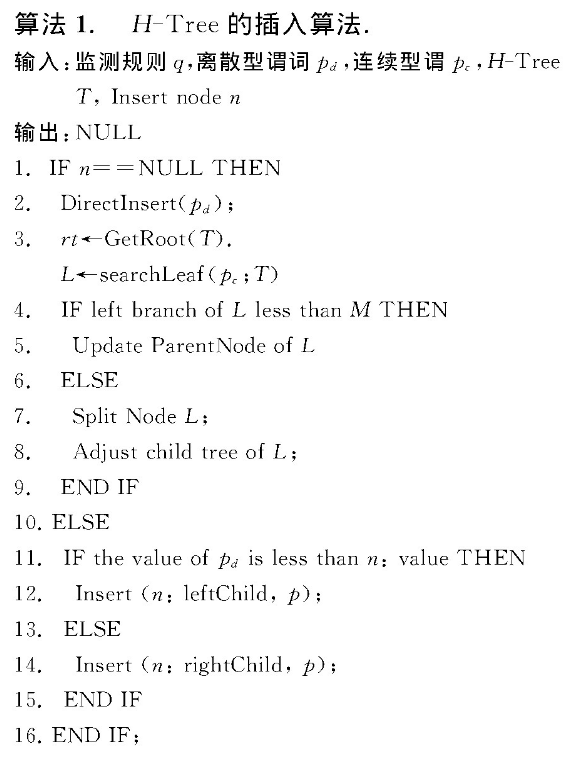 算法 1. H-Tree 的插入算法.
输入:监测规则 q,离散型谓词 p_d,连续型谓 p_c,H-Tree
T, Insert node n
输出:NULL
1. IF n==NULL THEN
2. DirectInsert(p_d);
3. rt←GetRoot(T).
L←searchLeaf(p_c;T)
4. IF left branch of L less than M THEN
5. Update ParentNode of L
6. ELSE
7. Split Node L;
8. Adjust child tree of L;
9. END IF
10. ELSE
11. IF the value of p_d is less than n: value THEN
12. Insert (n: leftChild, p);
13. ELSE
14. Insert (n: rightChild, p);
15. END IF
16. END IF;